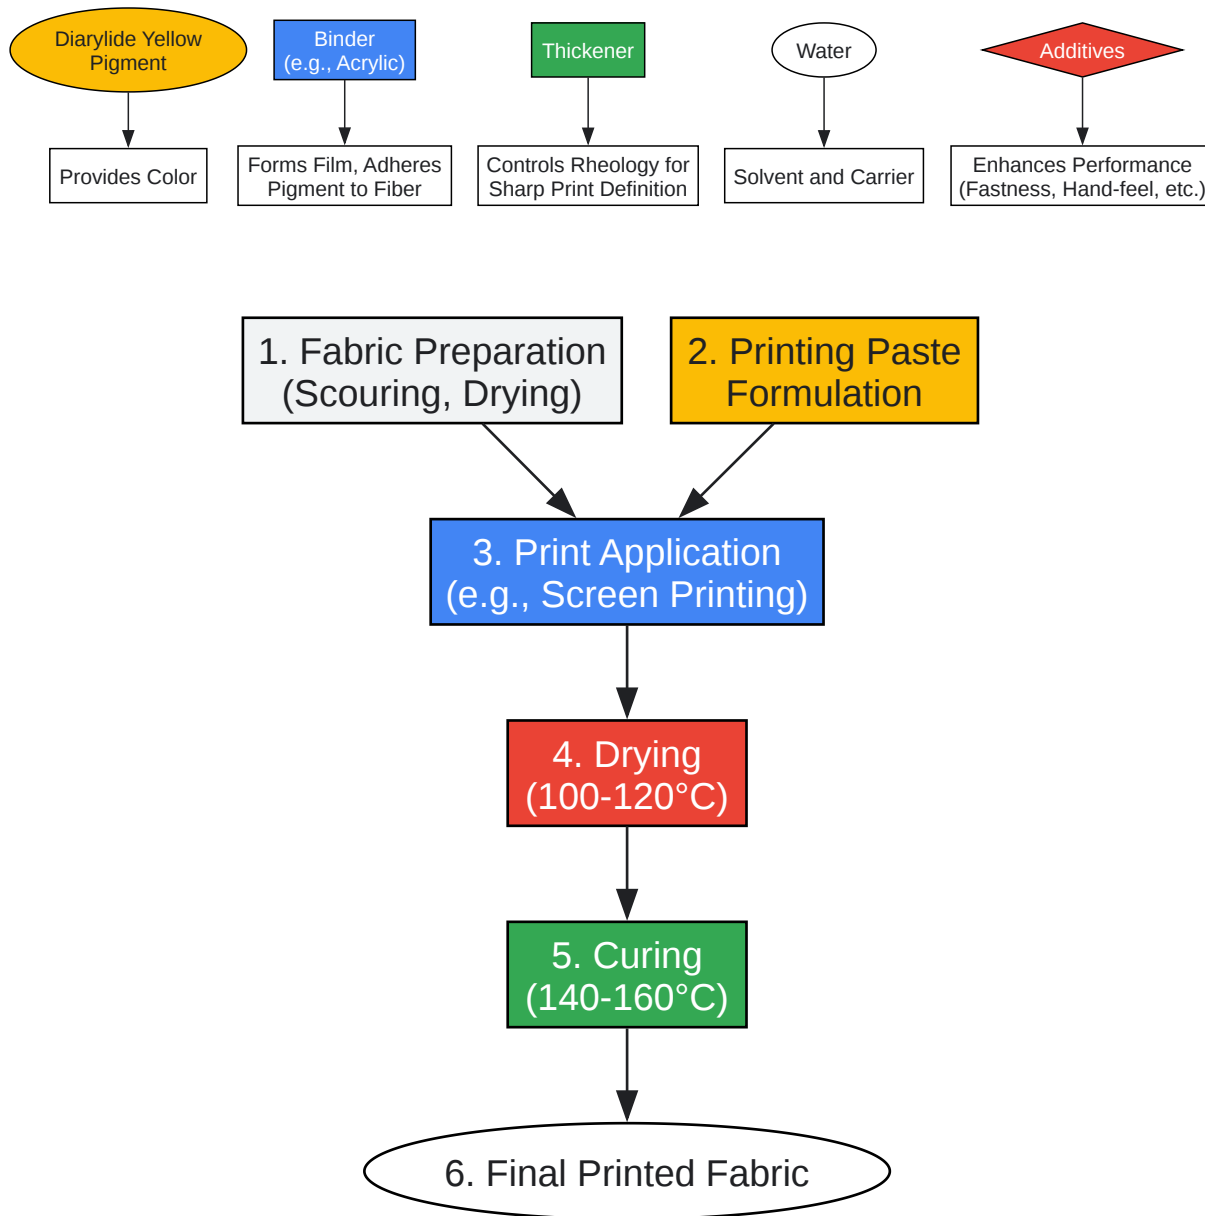 Diarylide Yellow
Pigment
Binder
(e.g., Acrylic)
Thickener
Water
Additives
Provides Color
Forms Film, Adheres
Pigment to Fiber
Controls Rheology for
Sharp Print Definition
Solvent and Carrier
Enhances Performance
(Fastness, Hand-feel, etc.)
1. Fabric Preparation
(Scouring, Drying)
2. Printing Paste
Formulation
3. Print Application
(e.g., Screen Printing)
4. Drying
(100-120°C)
5. Curing
(140-160°C)
6. Final Printed Fabric